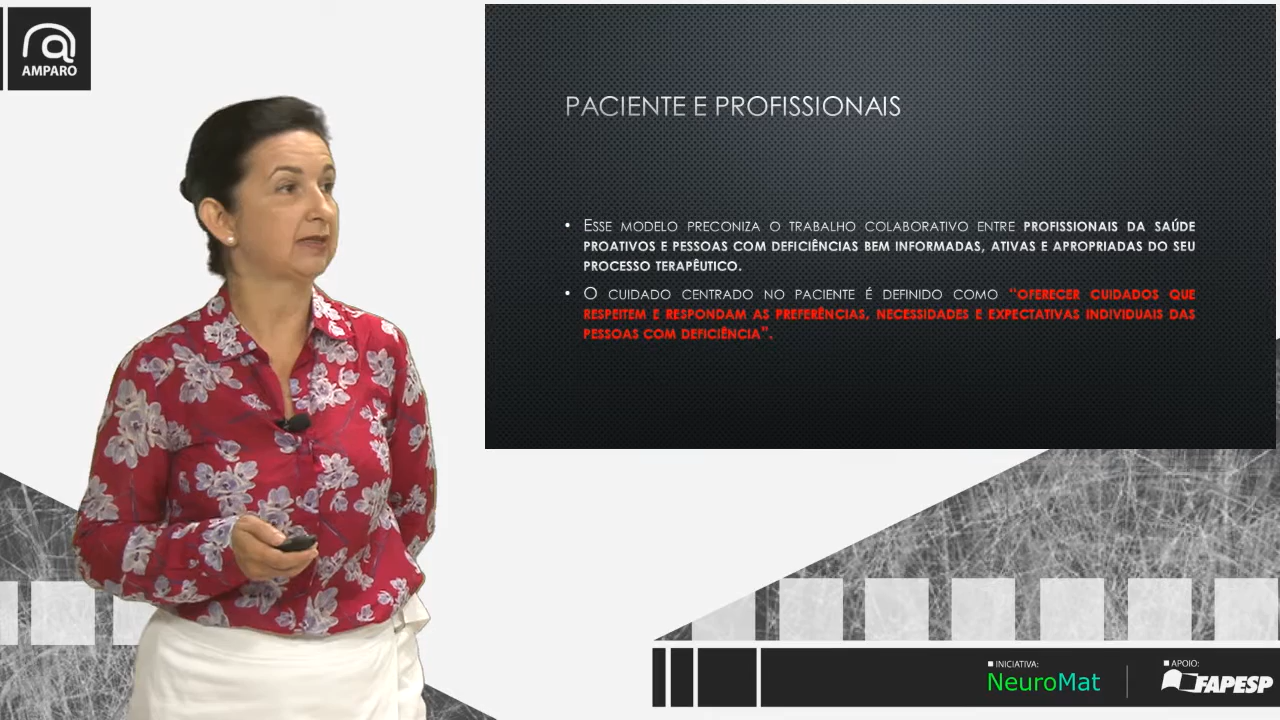 AMPARO
PACIENTE E PROFISSIONAIS
• ESSE MODELO PRECONIZA O TRABALHO COLABORATIVO ENTRE PROFISSIONAIS DA SAÚDE
PROATIVOS E PESSOAS COM DEFICIÊNCIAS BEM INFORMADAS, ATIVAS E APROPRIADAS DO SEU
PROCESSO TERAPÊUTICO.
• O CUIDADO CENTRADO NO PACIENTE É DEFINIDO COMO “OFERECER CUIDADOS QUE
RESPEITEM E RESPONDAM AS PREFERÊNCIAS, NECESSIDADES E EXPECTATIVAS INDIVIDUAIS DAS
PESSOAS COM DEFICIÊNCIA”.
INICIATIVA:
NeuroMat
APOIO:
FAPESP